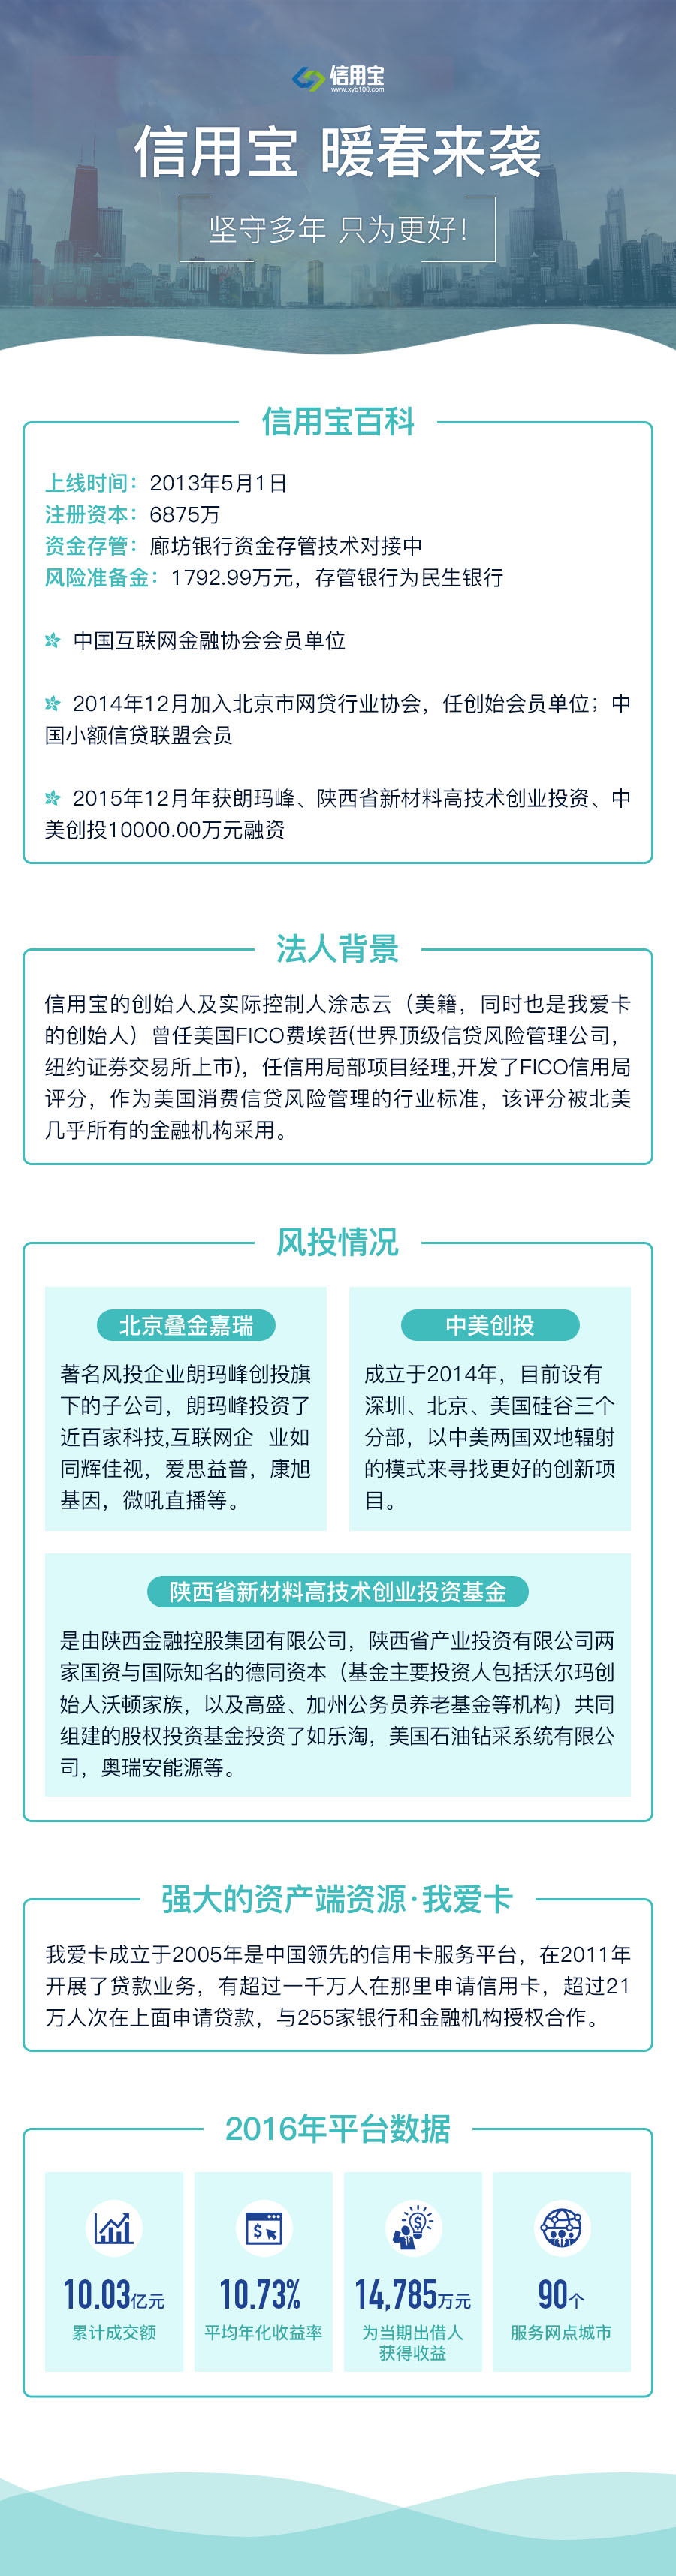 信用宝
www.xyb100.com
信用宝 暖春来袭
坚守多年 只为更好!
信用宝百科
上线时间：2013年5月1日
注册资本：6875万
资金存管：廊坊银行资金存管技术对接中
风险准备金：1792.99万元，存管银行为民生银行
中国互联网金融协会会员单位
2014年12月加入北京市网贷行业协会，任创始会员单位；中
国小额信贷联盟会员
2015年12月年获朗玛峰、陕西省新材料高技术创业投资、中
美创投10000.00万元融资
法人背景
信用宝的创始人及实际控制人涂志云（美籍，同时也是我爱卡
的创始人）曾任美国FICO费埃哲(世界顶级信贷风险管理公司，
纽约证券交易所上市)，任信用局部项目经理,开发了FICO信用局
评分，作为美国消费信贷风险管理的行业标准，该评分被北美
几乎所有的金融机构采用。
风投情况
北京叠金嘉瑞
著名风投企业朗玛峰创投旗
下的子公司，朗玛峰投资了
近百家科技,互联网企 业如
同辉佳视，爱思益普，康旭
基因，微吼直播等。
中美创投
成立于2014年，目前设有
深圳、北京、美国硅谷三个
分部，以中美两国双地辐射
的模式来寻找更好的创新项
目。
陕西省新材料高技术创业投资基金
是由陕西金融控股集团有限公司，陕西省产业投资有限公司两
家国资与国际知名的德同资本（基金主要投资人包括沃尔玛创
始人沃顿家族，以及高盛、加州公务员养老基金等机构）共同
组建的股权投资基金投资了如乐淘，美国石油钻采系统有限公
司，奥瑞安能源等。
强大的资产端资源·我爱卡
我爱卡成立于2005年是中国领先的信用卡服务平台，在2011年
开展了贷款业务，有超过一千万人在那里申请信用卡，超过21
万人次在上面申请贷款，与255家银行和金融机构授权合作。
2016年平台数据
10.03亿元
累计成交额
10.73%
平均年化收益率
14,785万元
为当期出借人
获得收益
90个
服务网点城市